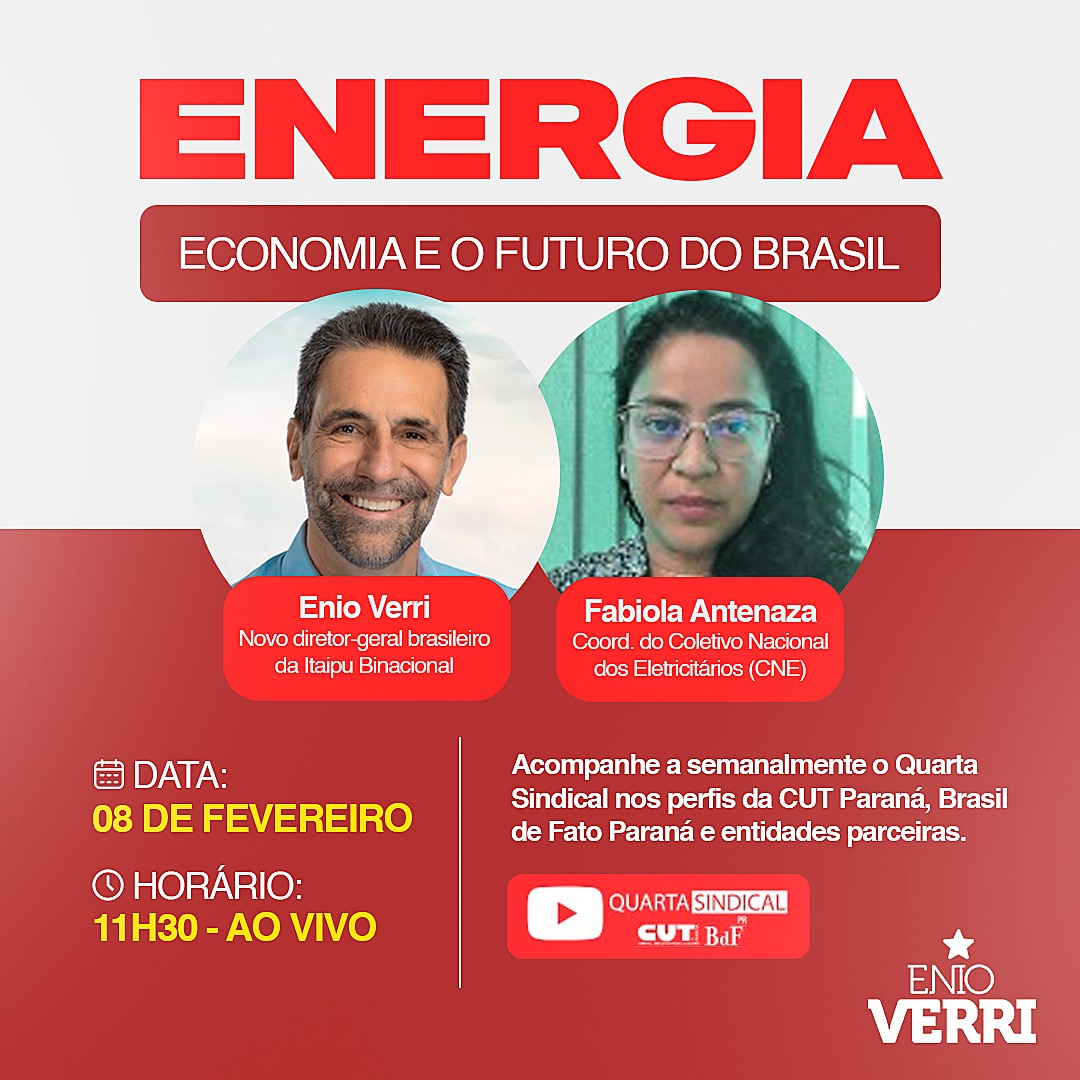 ENERGIA
ECONOMIA E O FUTURO DO BRASIL
Enio Verri
Novo diretor-geral brasileiro
da Itaipu Binacional
Fabiola Antenaza
Coord. do Coletivo Nacional
dos Eletricitários (CNE)
DATA:
08 DE FEVEREIRO
HORÁRIO:
11H30 - AO VIVO
Acompanhe a semanalmente o Quarta
Sindical nos perfis da CUT Paraná, Brasil
de Fato Paraná e entidades parceiras.
QUARTA SINDICAL
CUT
BdF PR
ENIO
VERRI